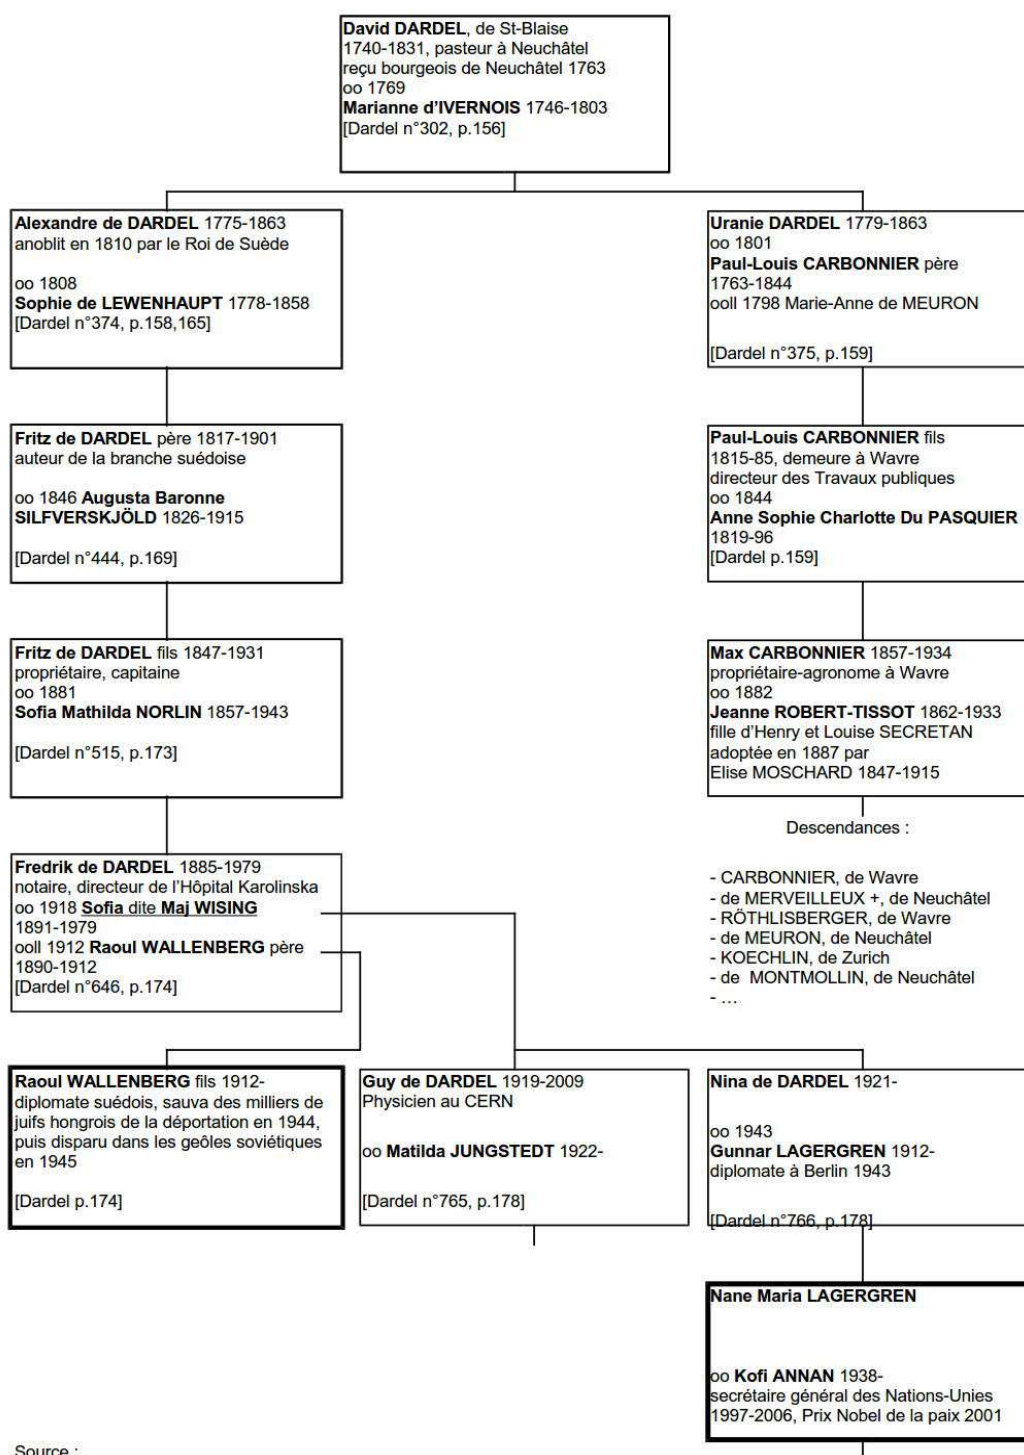 David DARDEL, de St-Blaise
1740-1831, pasteur à Neuchâtel
reçu bourgeois de Neuchâtel 1763
oo 1769
Marianne d'IVERNOIS 1746-1803
[Dardel n°302, p.156]
Alexandre de DARDEL 1775-1863
anoblit en 1810 par le Roi de Suède
oo 1808
Sophie de LEWENHAUPT 1778-1858
[Dardel n°374, p.158,165]
Uranie DARDEL 1779-1863
oo 1801
Paul-Louis CARBONNIER père
1763-1844
ooII 1798 Marie-Anne de MEURON
[Dardel n°375, p.159]
Fritz de DARDEL père 1817-1901
auteur de la branche suédoise
oo 1846 Augusta Baronne
SILFVERSKJÖLD 1826-1915
[Dardel n°444, p.169]
Paul-Louis CARBONNIER fils
1815-85, demeure à Wavre
directeur des Travaux publiques
oo 1844
Anne Sophie Charlotte Du PASQUIER
1819-96
[Dardel p.159]
Fritz de DARDEL fils 1847-1931
propriétaire, capitaine
oo 1881
Sofia Mathilda NORLIN 1857-1943
[Dardel n°515, p.173]
Max CARBONNIER 1857-1934
propriétaire-agronome à Wavre
oo 1882
Jeanne ROBERT-TISSOT 1862-1933
fille d'Henry et Louise SECRETAN
adoptée en 1887 par
Elise MOSCHARD 1847-1915
Descendances :
- CARBONNIER, de Wavre
- de MERVEILLEUX +, de Neuchâtel
- RÖTHLISBERGER, de Wavre
- de MEURON, de Neuchâtel
- KOECHLIN, de Zurich
- de MONTMOLLIN, de Neuchâtel
- …
Fredrik de DARDEL 1885-1979
notaire, directeur de l'Hôpital Karolinska
oo 1918 Sofia dite Maj WISING
1891-1979
ooII 1912 Raoul WALLENBERG père
1890-1912
[Dardel n°646, p.174]
Raoul WALLENBERG fils 1912-
diplomate suédois, sauva des milliers de
juifs hongrois de la déportation en 1944,
puis disparu dans les geôles soviétiques
en 1945
[Dardel p.174]
Guy de DARDEL 1919-2009
Physicien au CERN
oo Matilda JUNGSTEDT 1922-
[Dardel n°765, p.178]
Nina de DARDEL 1921-
oo 1943
Gunnar LAGERGREN 1912-
diplomate à Berlin 1943
[Dardel n°766, p.178]
Nane Maria LAGERGREN
oo Kofi ANNAN 1938-
secrétaire général des Nations-Unies
1997-2006, Prix Nobel de la paix 2001
Source :